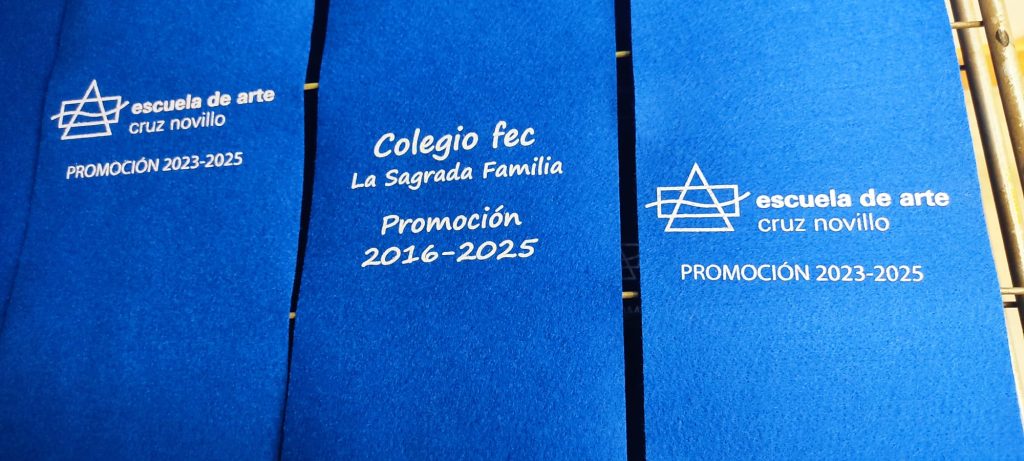 escuela de arte
cruz novillo
PROMOCIÓN 2023-2025
Colegio fec
La Sagrada Familia
Promoción
2016-2025
escuela de arte
cruz novillo
PROMOCIÓN 2023-2025